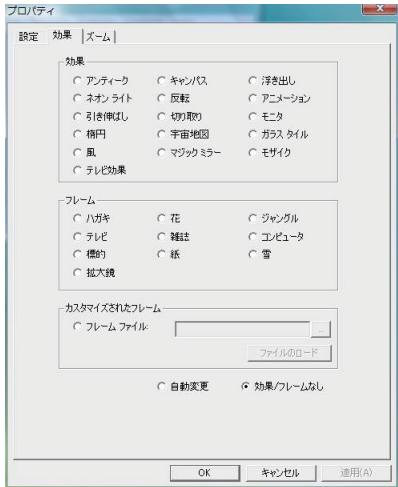 プロパティ
設定 効果 ズーム
効果
アンティーク キャンパス 浮き出し
ネオン ライト 反転 アニメーション
引き伸ばし 切り取り モニタ
楕円 宇宙地図 ガラス タイル
風 マジック ミラー モザイク
テレビ効果
フレーム
ハガキ 花 ジャングル
テレビ 雑誌 コンピュータ
標的 紙 雪
拡大鏡
カスタマイズされたフレーム
フレーム ファイル: ...
ファイルのロード
自動変更 効果/フレームなし
OK キャンセル 適用(A)